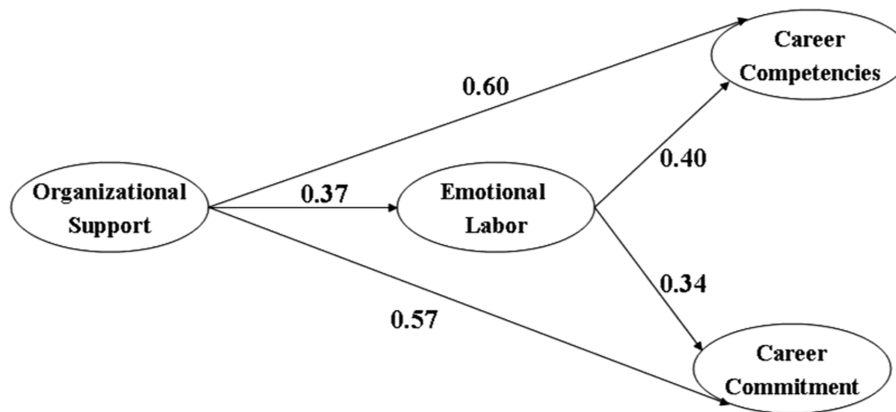 Career
Competencies
0.60
0.40
Organizational
Support
0.37
Emotional
Labor
0.34
0.57
Career
Commitment